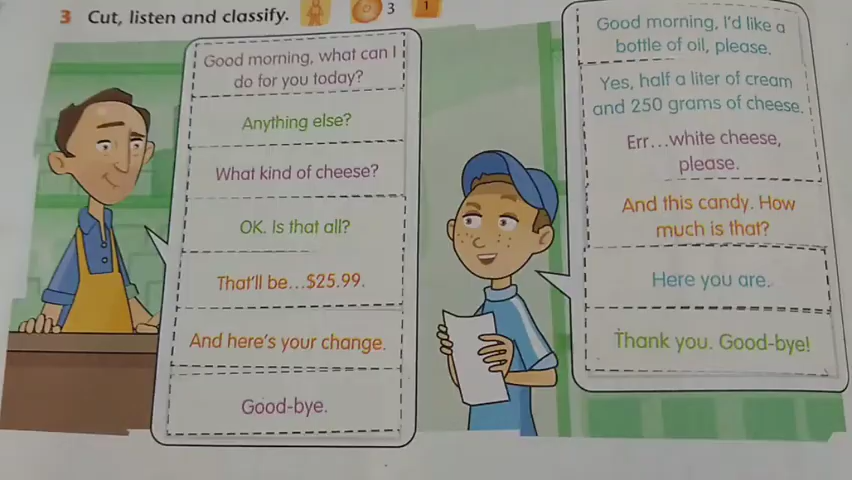 3 Cut, listen and classify.
3
1
Good morning, what can I
do for you today?
Anything else?
What kind of cheese?
OK. Is that all?
That'll be...$25.99.
And here's your change.
Good-bye.
Good morning, I'd like a
bottle of oil, please.
Yes, half a liter of cream
and 250 grams of cheese.
Err...white cheese,
please.
And this candy. How
much is that?
Here you are.
Thank you. Good-bye!